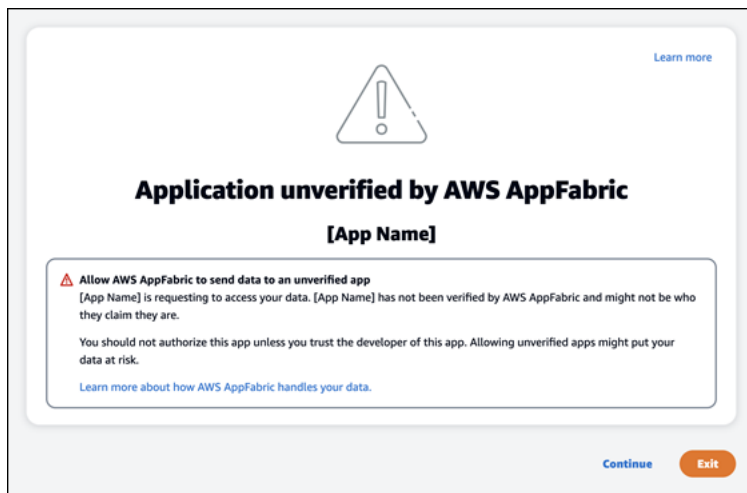 Learn more
Application unverified by AWS AppFabric
[App Name]
Allow AWS AppFabric to send data to an unverified app
[App Name] is requesting to access your data. [App Name] has not been verified by AWS AppFabric and might not be who
they claim they are.
You should not authorize this app unless you trust the developer of this app. Allowing unverified apps might put your
data at risk.
Learn more about how AWS AppFabric handles your data.
Continue
Exit